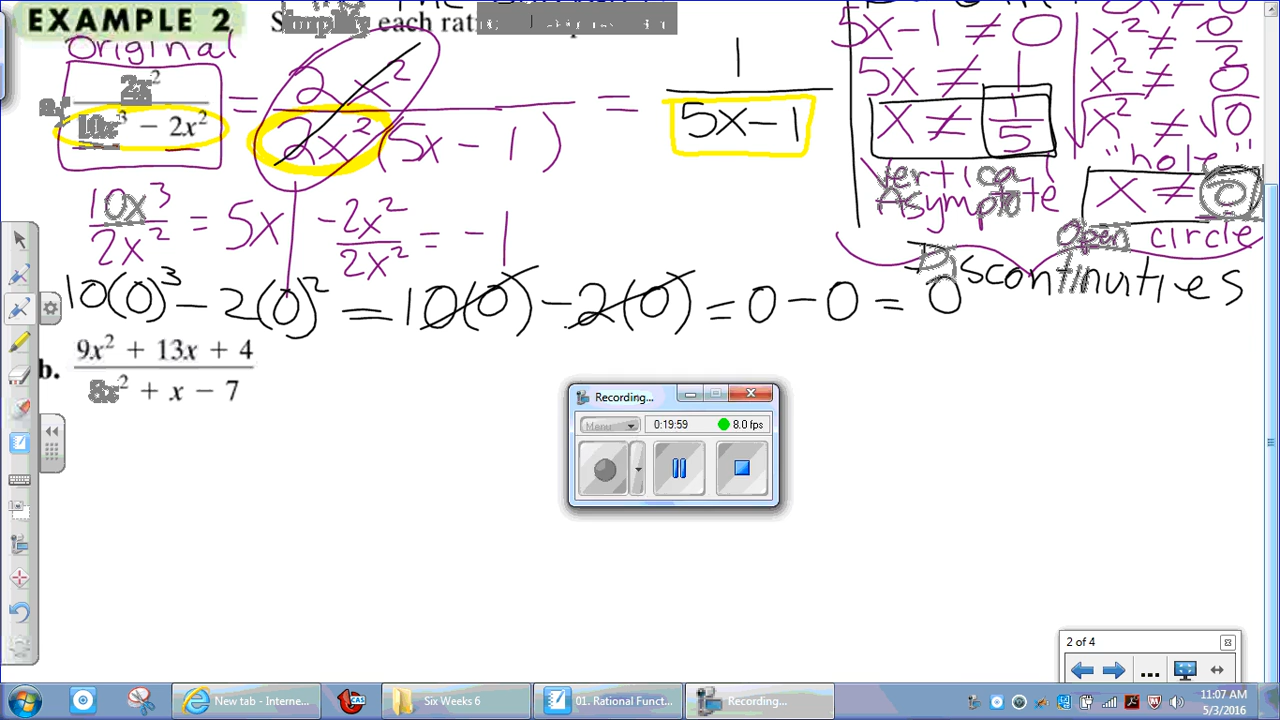 EXAMPLE 2 Simplify each
Original
2x² / 10x³ − 2x² = 2x² / 2x²(5x − 1) = 1 / 5x−1
5x−1 ≠ 0
5x ≠ 1
x ≠ 1/5
Vertical
Asymptote
x² ≠ 0/2
x² ≠ 0
√x² ≠ √0
"hole"
x ≠ 0
Open circle
Discontinuities
10x³ / 2x² = 5x
−2x² / 2x² = −1
10(0)³ − 2(0)² = 10(0) − 2(0) = 0 − 0 = 0
b. 9x² + 13x + 4 / 8x² + x − 7
Recording...
Menu
0:19:59
8.0 fps
2 of 4
...
New tab - Interne...
Six Weeks 6
01. Rational Funct...
Recording...
11:07 AM
5/3/2016